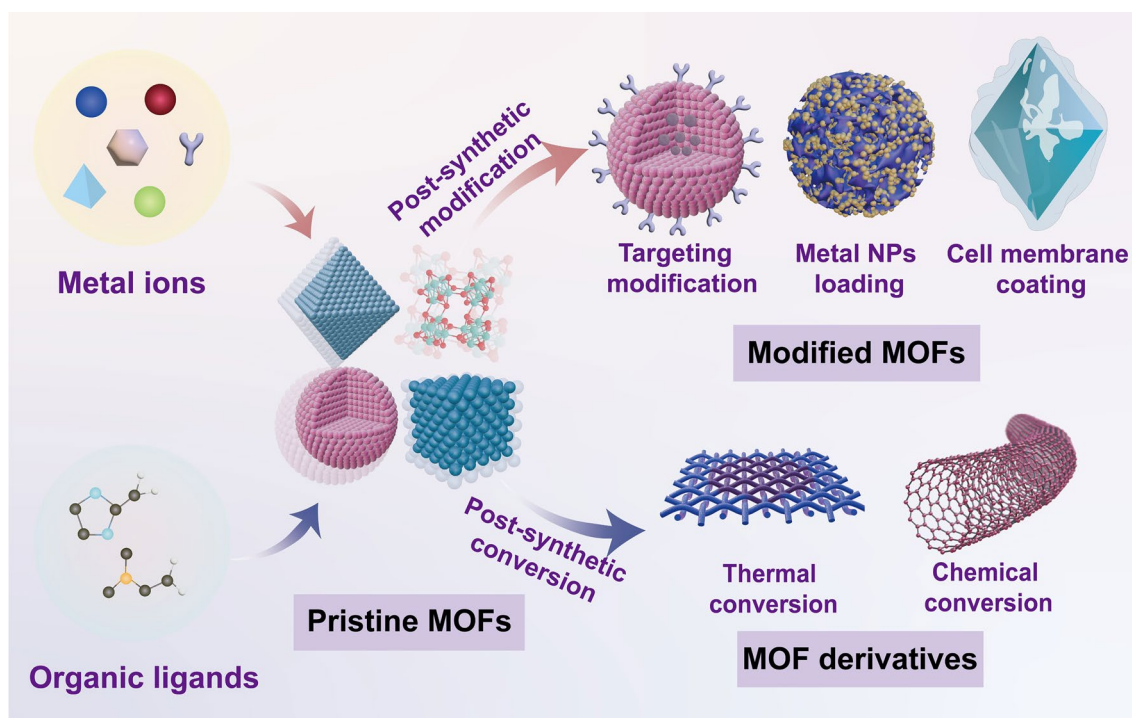 Metal ions
Organic ligands
Pristine MOFs
Post-synthetic
modification
Targeting
modification
Metal NPs
loading
Cell membrane
coating
Modified MOFs
Post-synthetic
conversion
Thermal
conversion
Chemical
conversion
MOF derivatives